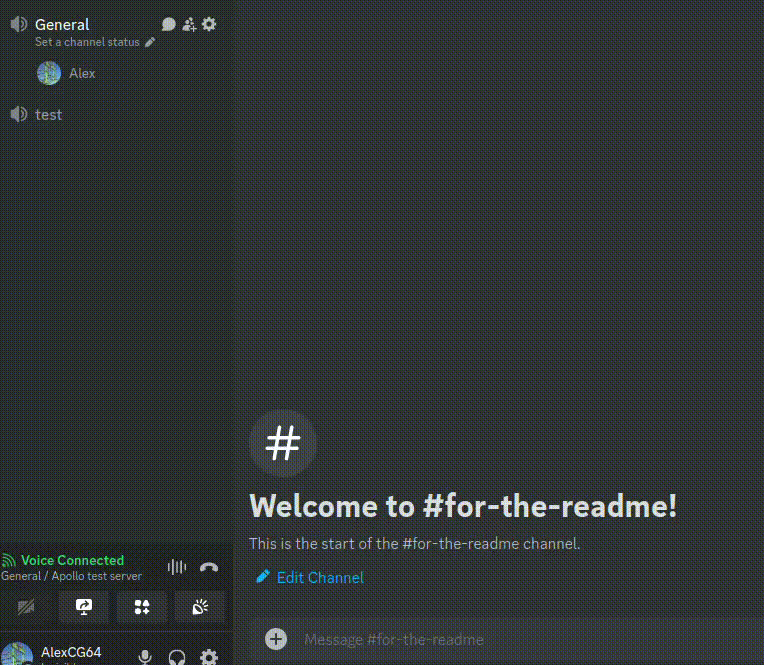 General
Set a channel status
Alex
test
#
Welcome to #for-the-readme!
This is the start of the #for-the-readme channel.
Edit Channel
Voice Connected
General / Apollo test server
AlexCG64
Message #for-the-readme